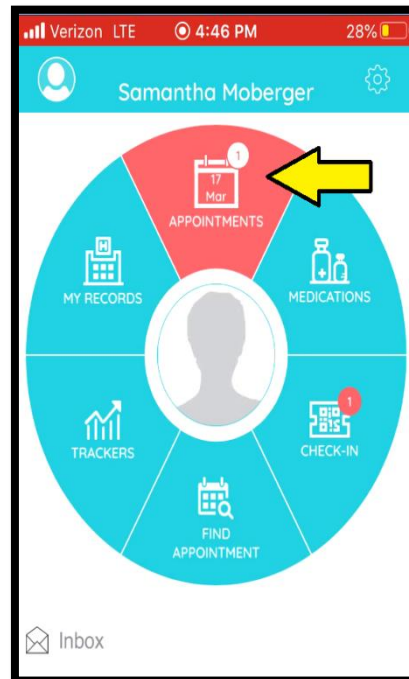 Verizon LTE 4:46 PM 28%
Samantha Moberger
1
17
Mar
APPOINTMENTS
MY RECORDS
MEDICATIONS
TRACKERS
1
CHECK-IN
FIND
APPOINTMENT
Inbox